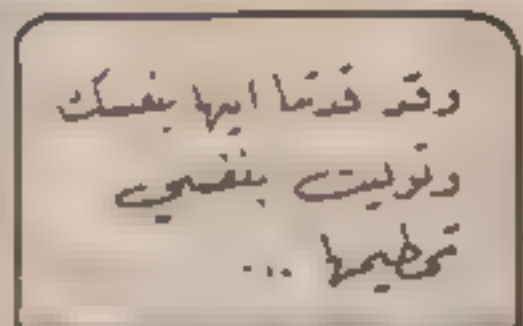 وقد بنفسك
وتوليت بنفسي
تحطيمها ...